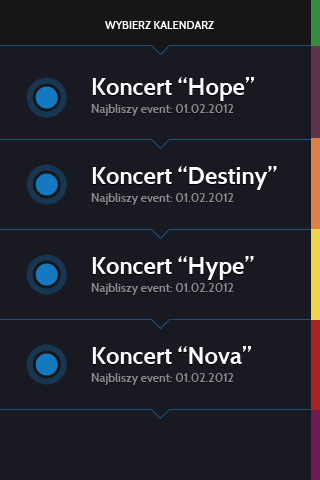 WYBIERZ KALENDARZ
Koncert “Hope”
Najbliszy event: 01.02.2012
Koncert “Destiny”
Najbliszy event: 01.02.2012
Koncert “Hype”
Najbliszy event: 01.02.2012
Koncert “Nova”
Najbliszy event: 01.02.2012